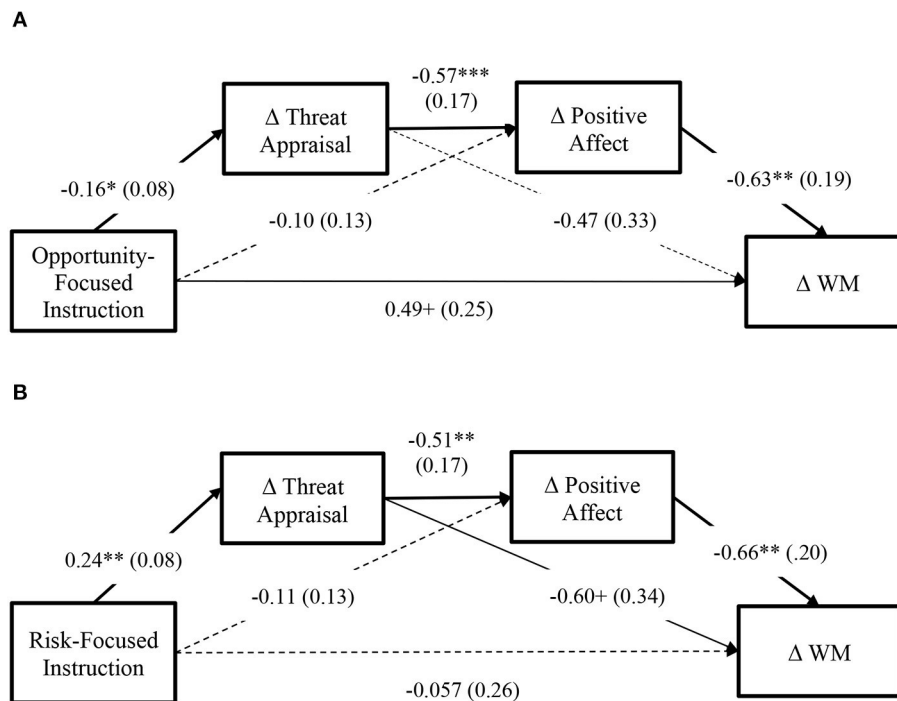 A
-0.57***
(0.17)
Δ Threat
Appraisal
Δ Positive
Affect
-0.16* (0.08)
-0.10 (0.13)
-0.47 (0.33)
-0.63** (0.19)
Opportunity-
Focused
Instruction
Δ WM
0.49+ (0.25)
B
-0.51**
(0.17)
Δ Threat
Appraisal
Δ Positive
Affect
0.24** (0.08)
-0.11 (0.13)
-0.60+ (0.34)
-0.66** (.20)
Risk-Focused
Instruction
Δ WM
-0.057 (0.26)